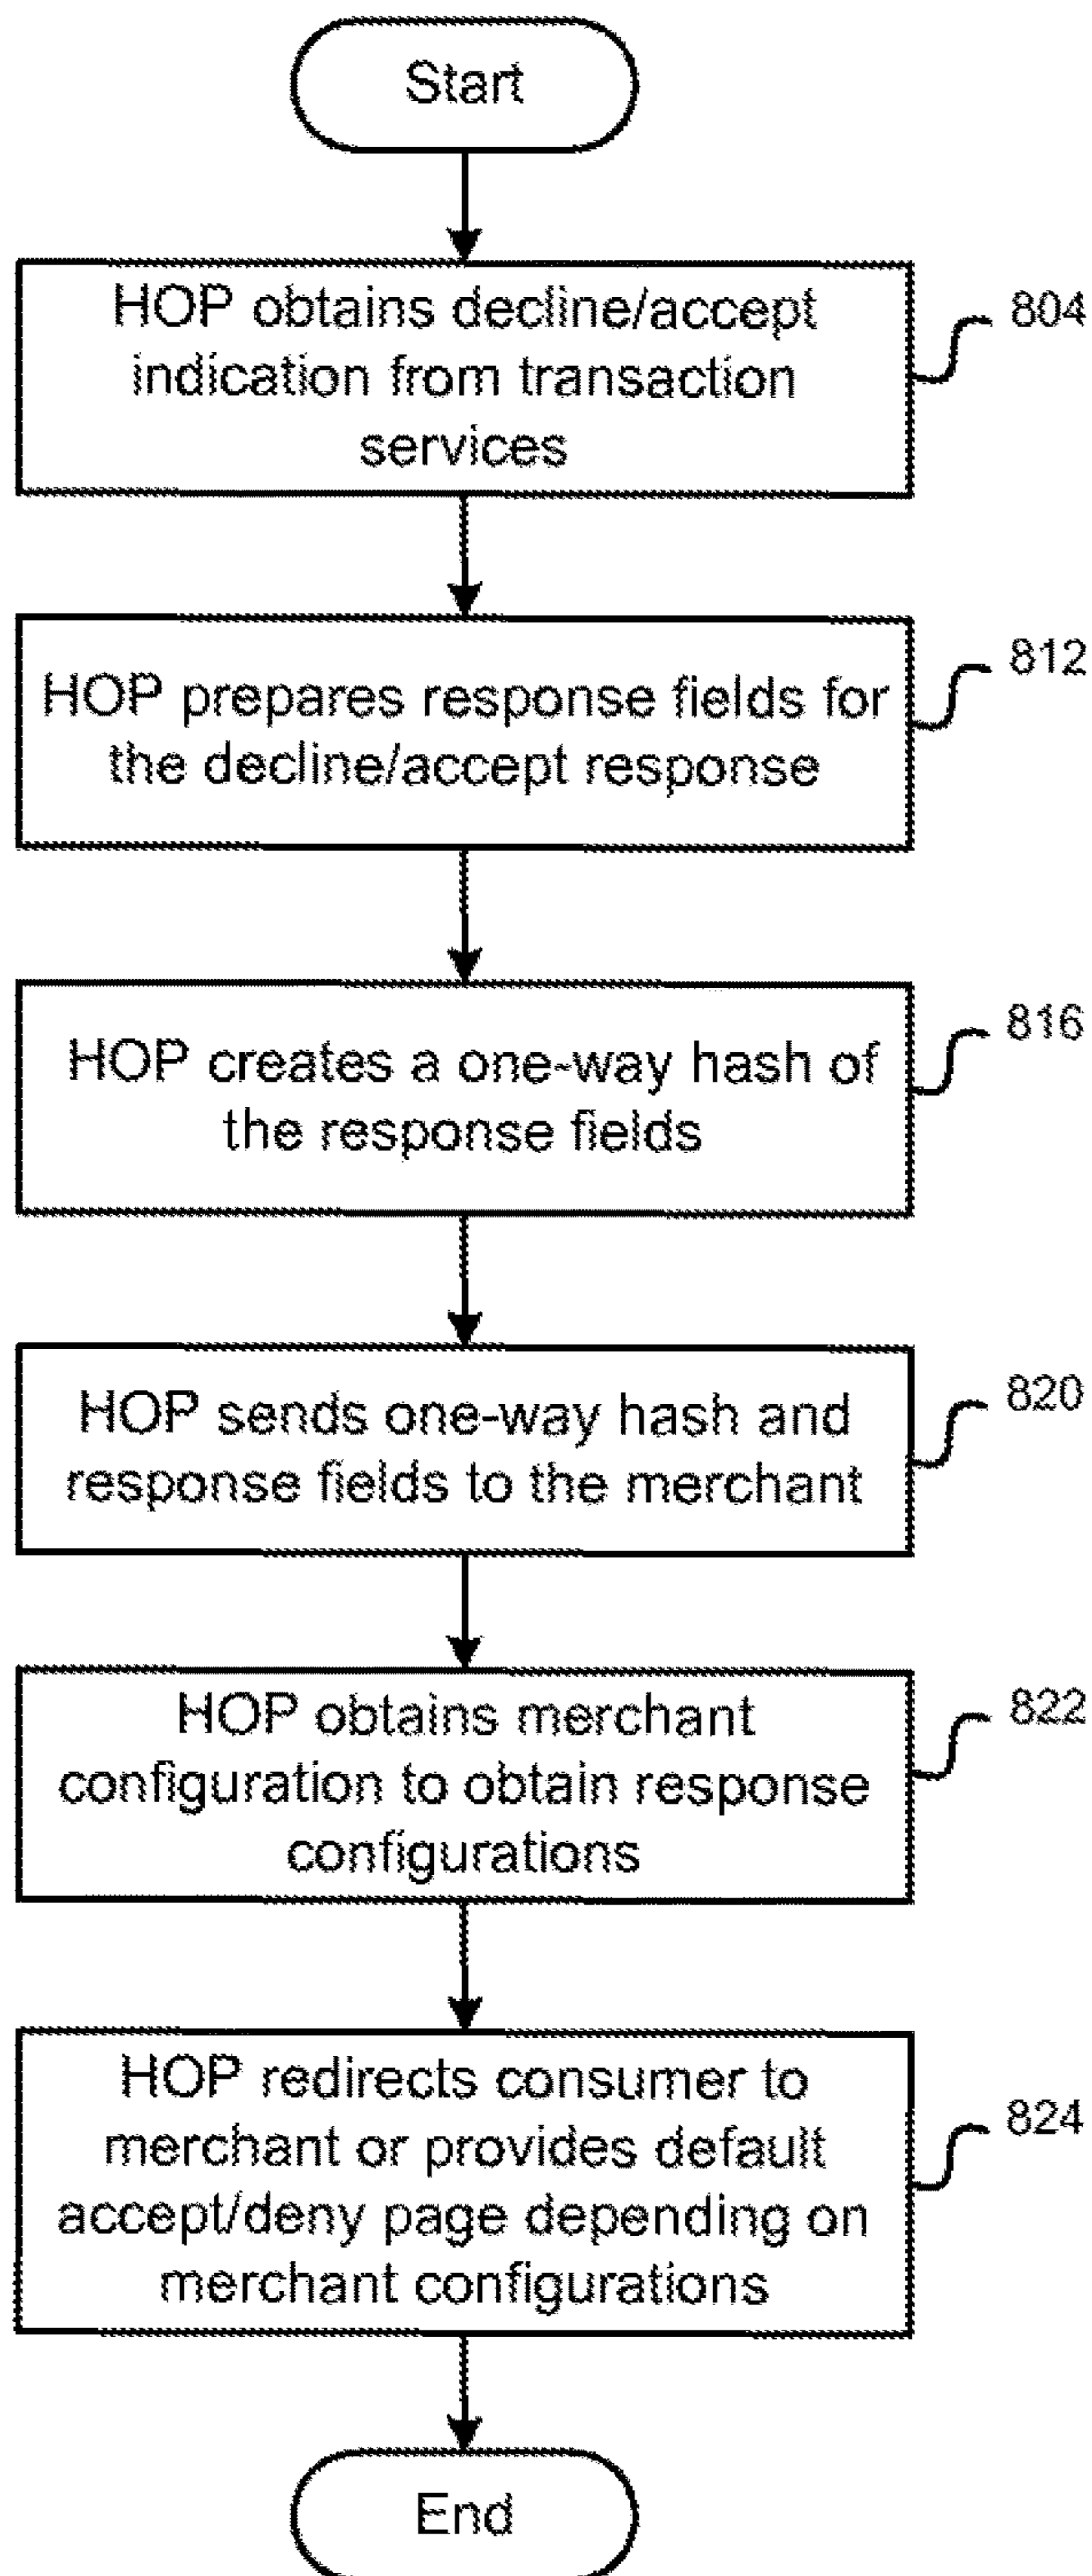 Start
HOP obtains decline/accept
indication from transaction
services
804
HOP prepares response fields for
the decline/accept response
812
HOP creates a one-way hash of
the response fields
816
HOP sends one-way hash and
response fields to the merchant
820
HOP obtains merchant
configuration to obtain response
configurations
822
HOP redirects consumer to
merchant or provides default
accept/deny page depending on
merchant configurations
824
End